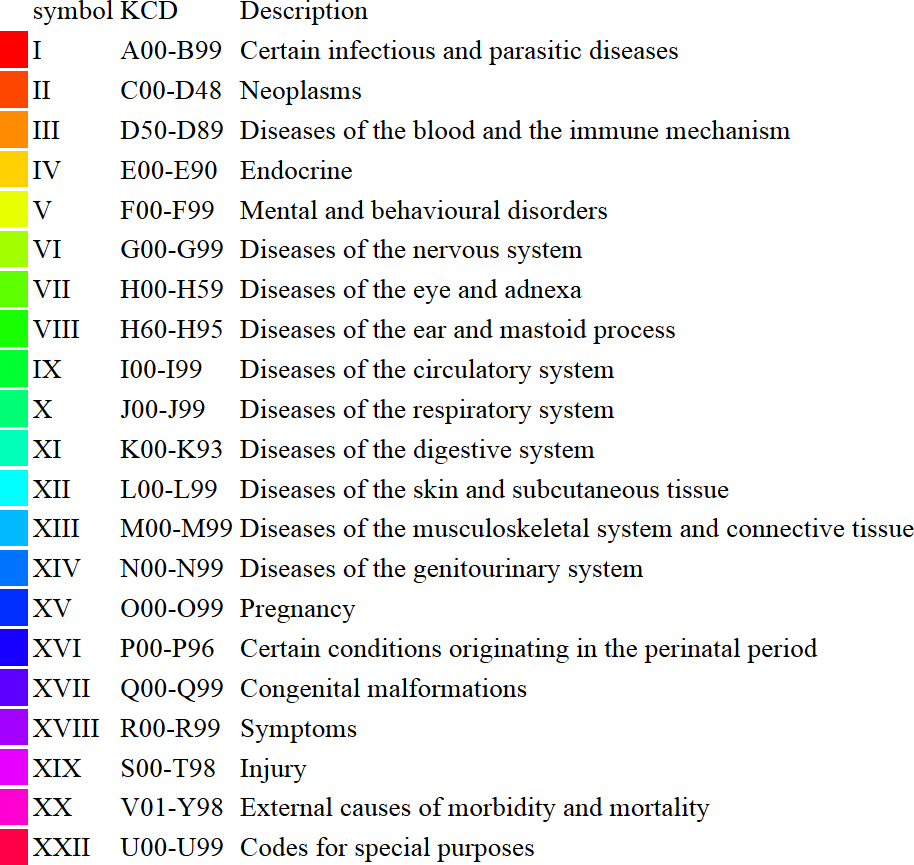 symbol KCD Description
I A00-B99 Certain infectious and parasitic diseases
II C00-D48 Neoplasms
III D50-D89 Diseases of the blood and the immune mechanism
IV E00-E90 Endocrine
V F00-F99 Mental and behavioural disorders
VI G00-G99 Diseases of the nervous system
VII H00-H59 Diseases of the eye and adnexa
VIII H60-H95 Diseases of the ear and mastoid process
IX I00-I99 Diseases of the circulatory system
X J00-J99 Diseases of the respiratory system
XI K00-K93 Diseases of the digestive system
XII L00-L99 Diseases of the skin and subcutaneous tissue
XIII M00-M99 Diseases of the musculoskeletal system and connective tissue
XIV N00-N99 Diseases of the genitourinary system
XV O00-O99 Pregnancy
XVI P00-P96 Certain conditions originating in the perinatal period
XVII Q00-Q99 Congenital malformations
XVIII R00-R99 Symptoms
XIX S00-T98 Injury
XX V01-Y98 External causes of morbidity and mortality
XXII U00-U99 Codes for special purposes